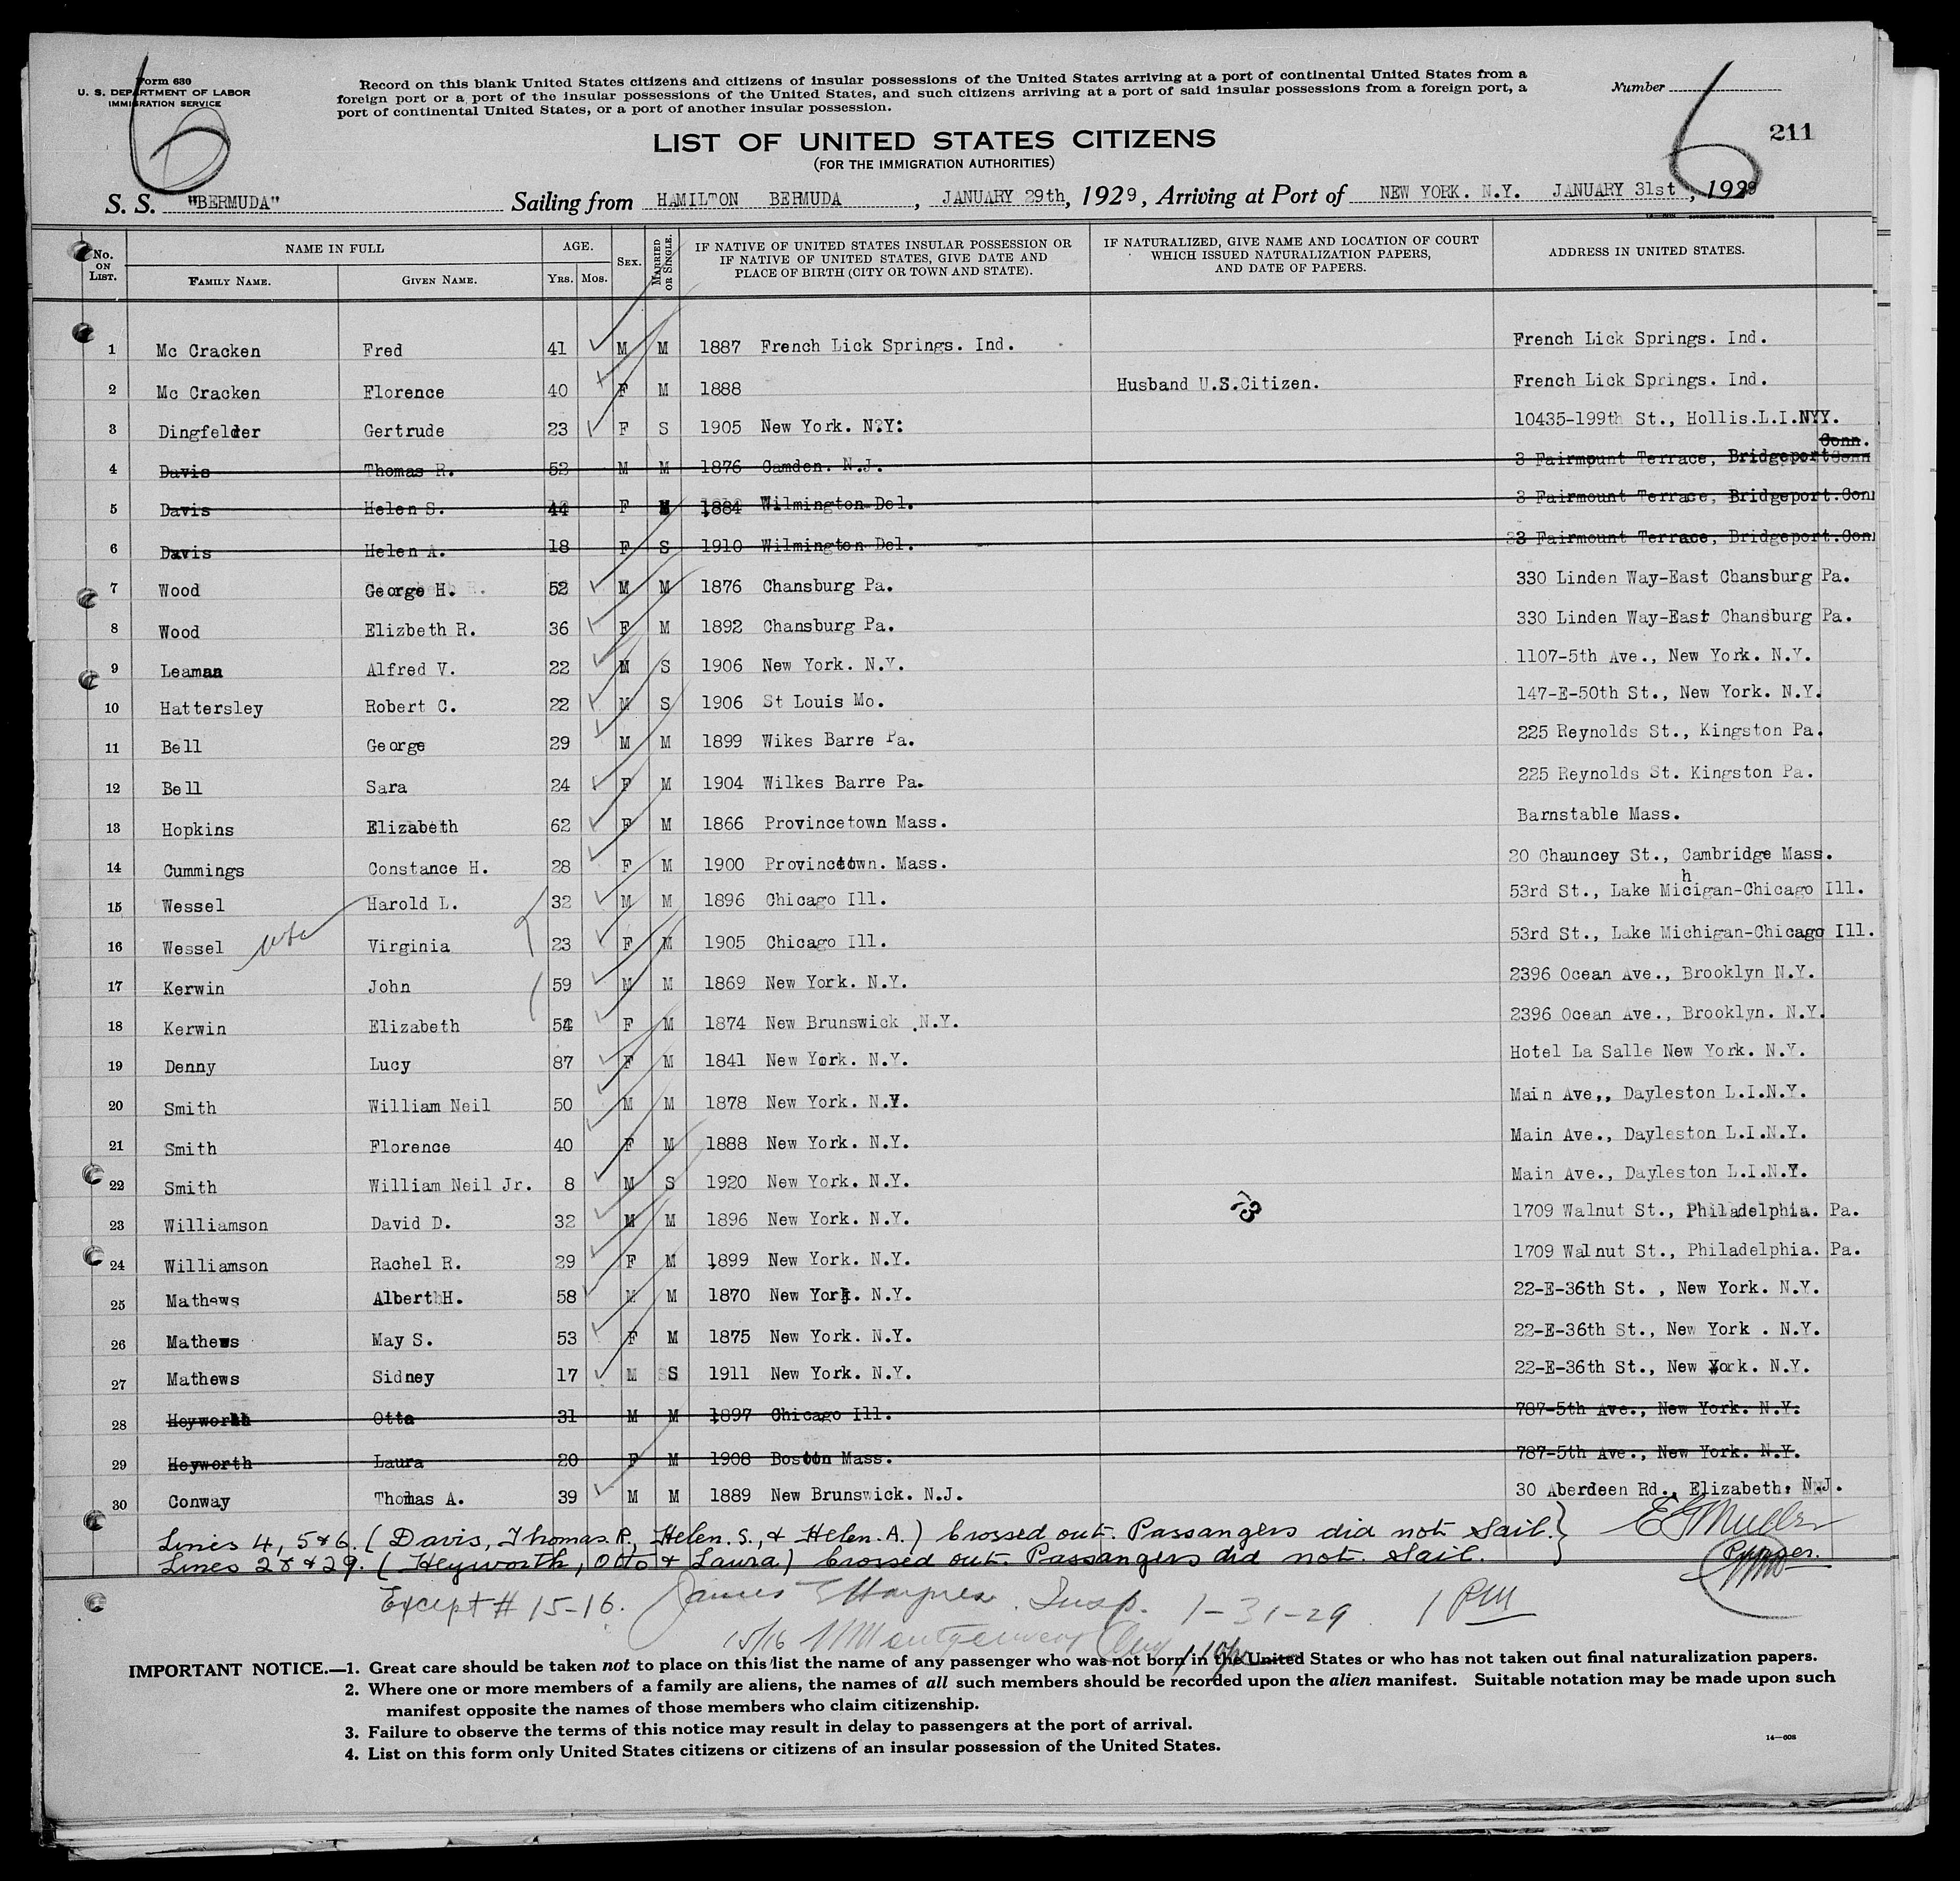 Form 630
U. S. DEPARTMENT OF LABOR
IMMIGRATION SERVICE
6
Record on this blank United States citizens and citizens of insular possessions of the United States arriving at a port of continental United States from a
foreign port or a port of the insular possessions of the United States, and such citizens arriving at a port of said insular possessions from a foreign port, a
port of continental United States, or a port of another insular possession.
Number
6
211
LIST OF UNITED STATES CITIZENS
(FOR THE IMMIGRATION AUTHORITIES)
S. S. "BERMUDA" Sailing from HAMILTON BERMUDA, JANUARY 29th, 1929, Arriving at Port of NEW YORK. N.Y. JANUARY 31st, 1929
No. ON LIST. NAME IN FULL FAMILY NAME. GIVEN NAME. AGE. Yrs. Mos. SEX. MARRIED OR SINGLE. IF NATIVE OF UNITED STATES INSULAR POSSESSION OR IF NATIVE OF UNITED STATES, GIVE DATE AND PLACE OF BIRTH (CITY OR TOWN AND STATE). IF NATURALIZED, GIVE NAME AND LOCATION OF COURT WHICH ISSUED NATURALIZATION PAPERS, AND DATE OF PAPERS. ADDRESS IN UNITED STATES.
1 Mc Cracken Fred 41 M M 1887 French Lick Springs. Ind. French Lick Springs. Ind.
2 Mc Cracken Florence 40 F M 1888 Husband U.S.Citizen. French Lick Springs. Ind.
3 Dingfelder Gertrude 23 F S 1905 New York. N.Y. 10435-199th St., Hollis.L.I.NYY.
4 Davis Thomas R. 52 M M 1876 Camden. N.J. 3 Fairmount Terrace, Bridgeport Conn.
5 Davis Helen S. 44 F M 1884 Wilmington Del. 3 Fairmount Terrace, Bridgeport.Conn
6 Davis Helen A. 18 F S 1910 Wilmington Del. 3 Fairmount Terrace, Bridgeport.Conn
7 Wood George H. 52 M M 1876 Chansburg Pa. 330 Linden Way-East Chansburg Pa.
8 Wood Elizbeth R. 36 F M 1892 Chansburg Pa. 330 Linden Way-East Chansburg Pa.
9 Leaman Alfred V. 22 M S 1906 New York. N.Y. 1107-5th Ave., New York. N.Y.
10 Hattersley Robert C. 22 M S 1906 St Louis Mo. 147-E-50th St., New York. N.Y.
11 Bell George 29 M M 1899 Wikes Barre Pa. 225 Reynolds St., Kingston Pa.
12 Bell Sara 24 F M 1904 Wilkes Barre Pa. 225 Reynolds St. Kingston Pa.
13 Hopkins Elizabeth 62 F M 1866 Provincetown Mass. Barnstable Mass.
14 Cummings Constance H. 28 F M 1900 Provincetown. Mass. 20 Chauncey St., Cambridge Mass.
15 Wessel Harold L. 32 M M 1896 Chicago Ill. 53rd St., Lake Michigan-Chicago Ill.
16 Wessel Virginia 23 F M 1905 Chicago Ill. 53rd St., Lake Michigan-Chicago Ill.
17 Kerwin John 59 M M 1869 New York. N.Y. 2396 Ocean Ave., Brooklyn N.Y.
18 Kerwin Elizabeth 54 F M 1874 New Brunswick .N.Y. 2396 Ocean Ave., Brooklyn. N.Y.
19 Denny Lucy 87 F M 1841 New York. N.Y. Hotel La Salle New York. N.Y.
20 Smith William Neil 50 M M 1878 New York. N.Y. Main Ave,, Dayleston L.I.N.Y.
21 Smith Florence 40 F M 1888 New York. N.Y. Main Ave., Dayleston L.I.N.Y.
22 Smith William Neil Jr. 8 M S 1920 New York. N.Y. Main Ave., Dayleston L.I.N.Y.
23 Williamson David D. 32 M M 1896 New York. N.Y. 1709 Walnut St., Philadelphia. Pa.
24 Williamson Rachel R. 29 F M 1899 New York. N.Y. 1709 Walnut St., Philadelphia. Pa.
25 Mathews Albert H. 58 M M 1870 New York. N.Y. 22-E-36th St. , New York. N.Y.
26 Mathews May S. 53 F M 1875 New York. N.Y. 22-E-36th St., New York . N.Y.
27 Mathews Sidney 17 M S 1911 New York. N.Y. 22-E-36th St., New York. N.Y.
28 Heyworth Otto 31 M M 1897 Chicago Ill. 787-5th Ave., New York. N.Y.
29 Heyworth Laura 20 F M 1908 Boston Mass. 787-5th Ave., New York. N.Y.
30 Conway Thomas A. 39 M M 1889 New Brunswick. N.J. 30 Aberdeen Rd., Elizabeth. N.J.
Lines 4, 5 & 6. (Davis, Thomas.R., Helen.S., & Helen.A.) Crossed out. Passangers did not sail.
Lines 28 & 29. (Heyworth, Otto & Laura) Crossed out. Passangers did not sail.
E G Muller
Purser.
Except # 15-16. James Haynes. Insp. 1-31-29 1 PM
15/16 Montgomery
IMPORTANT NOTICE.—1. Great care should be taken not to place on this list the name of any passenger who was not born in the United States or who has not taken out final naturalization papers.
2. Where one or more members of a family are aliens, the names of all such members should be recorded upon the alien manifest. Suitable notation may be made upon such
manifest opposite the names of those members who claim citizenship.
3. Failure to observe the terms of this notice may result in delay to passengers at the port of arrival.
4. List on this form only United States citizens or citizens of an insular possession of the United States.
14—608